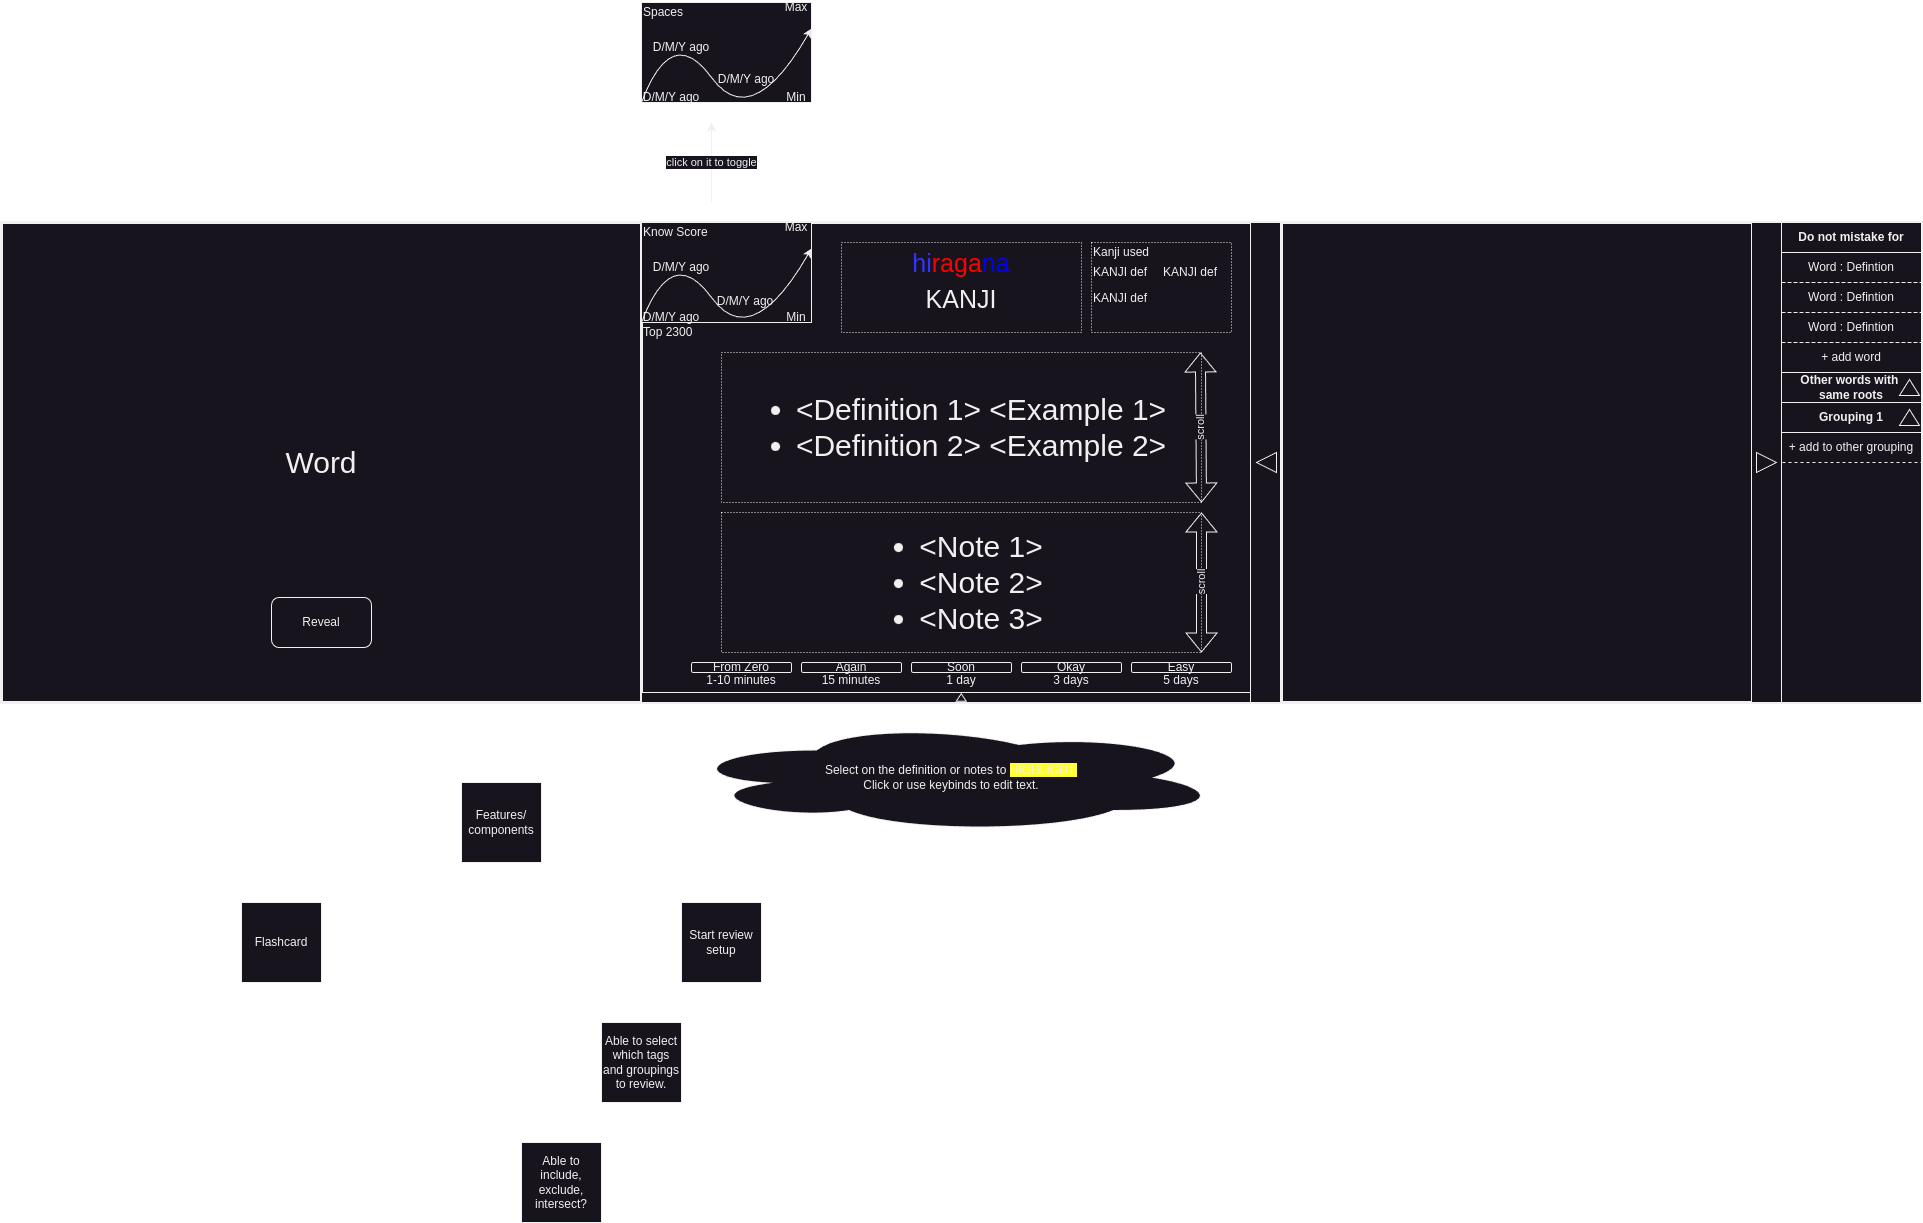 Spaces
Max
D/M/Y ago
D/M/Y ago
D/M/Y ago
Min
click on it to toggle
Word
Reveal
Know Score
Max
D/M/Y ago
D/M/Y ago
D/M/Y ago
Min
Top 2300
hiragana
KANJI
Kanji used
KANJI def
KANJI def
KANJI def
<Definition 1> <Example 1>
<Definition 2> <Example 2>
scroll
<Note 1>
<Note 2>
<Note 3>
scroll
From Zero
Again
Soon
Okay
Easy
1-10 minutes
15 minutes
1 day
3 days
5 days
Do not mistake for
Word : Defintion
Word : Defintion
Word : Defintion
+ add word
Other words with
same roots
Grouping 1
+ add to other grouping
Select on the definition or notes to
Click or use keybinds to edit text.
Features/
components
Flashcard
Start review
setup
Able to select
which tags
and groupings
to review.
Able to
include,
exclude,
intersect?